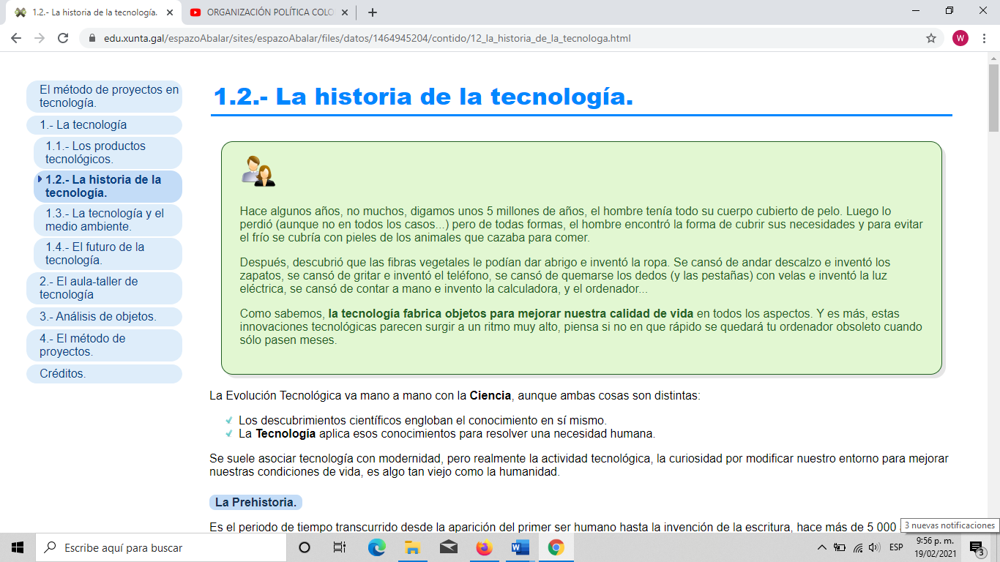 1.2.- La historia de la tecnología.
ORGANIZACIÓN POLÍTICA COLO
edu.xunta.gal/espazoAbalar/sites/espazoAbalar/files/datos/1464945204/contido/12_la_historia_de_la_tecnologa.html
W
El método de proyectos en
tecnología.
1.- La tecnología
1.1.- Los productos
tecnológicos.
1.2.- La historia de la
tecnología.
1.3.- La tecnología y el
medio ambiente.
1.4.- El futuro de la
tecnología.
2.- El aula-taller de
tecnología
3.- Análisis de objetos.
4.- El método de
proyectos.
Créditos.
1.2.- La historia de la tecnología.
Hace algunos años, no muchos, digamos unos 5 millones de años, el hombre tenía todo su cuerpo cubierto de pelo. Luego lo
perdió (aunque no en todos los casos...) pero de todas formas, el hombre encontró la forma de cubrir sus necesidades y para evitar
el frío se cubría con pieles de los animales que cazaba para comer.
Después, descubrió que las fibras vegetales le podían dar abrigo e inventó la ropa. Se cansó de andar descalzo e inventó los
zapatos, se cansó de gritar e inventó el teléfono, se cansó de quemarse los dedos (y las pestañas) con velas e inventó la luz
eléctrica, se cansó de contar a mano e invento la calculadora, y el ordenador...
Como sabemos, la tecnología fabrica objetos para mejorar nuestra calidad de vida en todos los aspectos. Y es más, estas
innovaciones tecnológicas parecen surgir a un ritmo muy alto, piensa si no en que rápido se quedará tu ordenador obsoleto cuando
sólo pasen meses.
La Evolución Tecnológica va mano a mano con la Ciencia, aunque ambas cosas son distintas:
Los descubrimientos científicos engloban el conocimiento en sí mismo.
La Tecnología aplica esos conocimientos para resolver una necesidad humana.
Se suele asociar tecnología con modernidad, pero realmente la actividad tecnológica, la curiosidad por modificar nuestro entorno para mejorar
nuestras condiciones de vida, es algo tan viejo como la humanidad.
La Prehistoria.
Es el periodo de tiempo transcurrido desde la aparición del primer ser humano hasta la invención de la escritura, hace más de 5 000
3 nuevas notificaciones
Escribe aquí para buscar
ESP
9:56 p. m.
19/02/2021
3